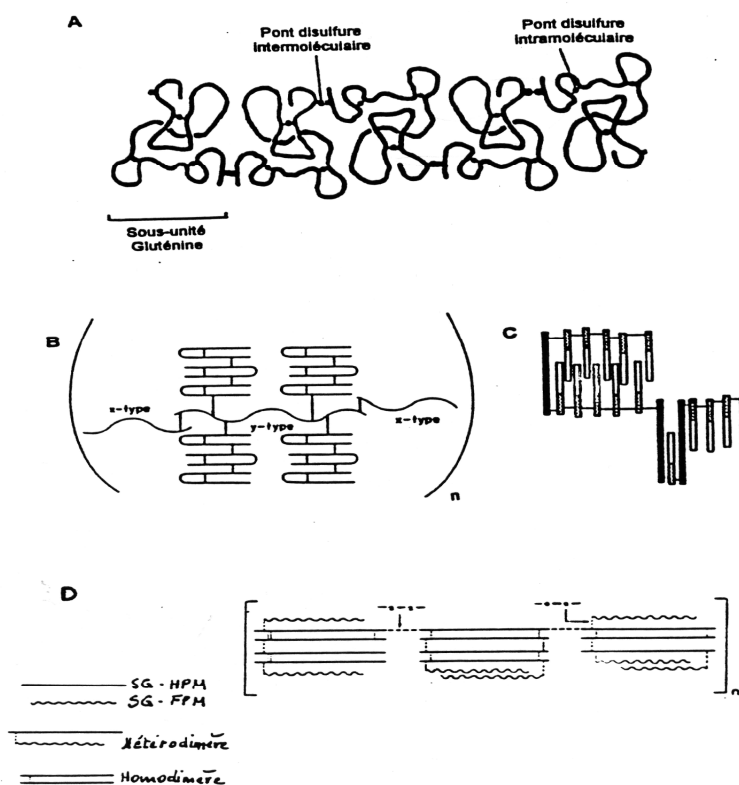 A
Pont disulfure
intermoléculaire
Pont disulfure
intramoléculaire
Sous-unité
Gluténine
B
x-type
y-type
x-type
n
C
D
SG-HPM
SG-FPM
Hétérodimère
Homodimère
n